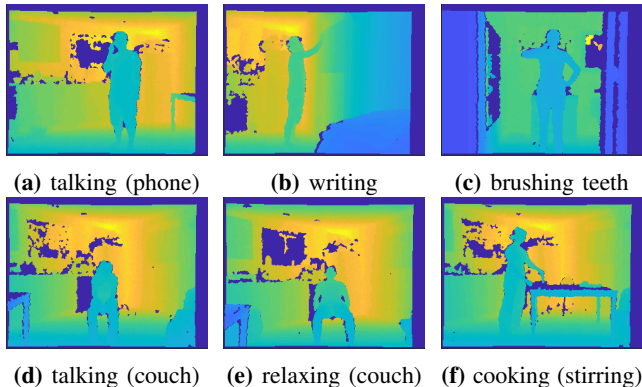 (a) talking (phone)
(b) writing
(c) brushing teeth
(d) talking (couch)
(e) relaxing (couch)
(f) cooking (stirring)